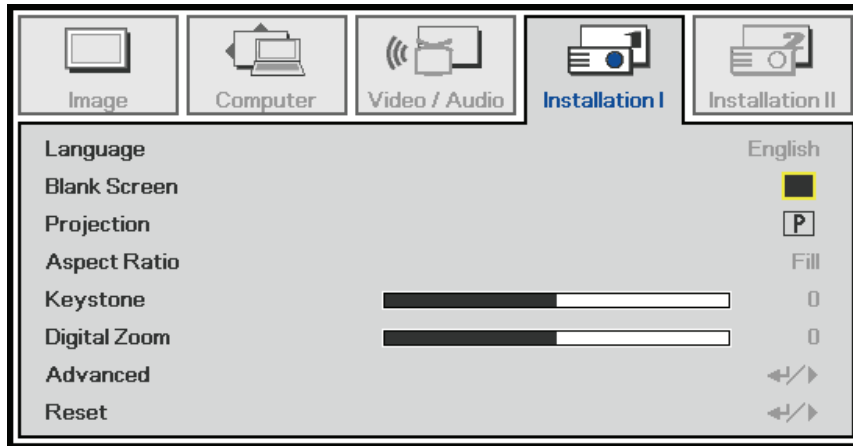 Image
Computer
Video / Audio
Installation I
Installation II
Language English
Blank Screen
Projection P
Aspect Ratio Fill
Keystone 0
Digital Zoom 0
Advanced
Reset